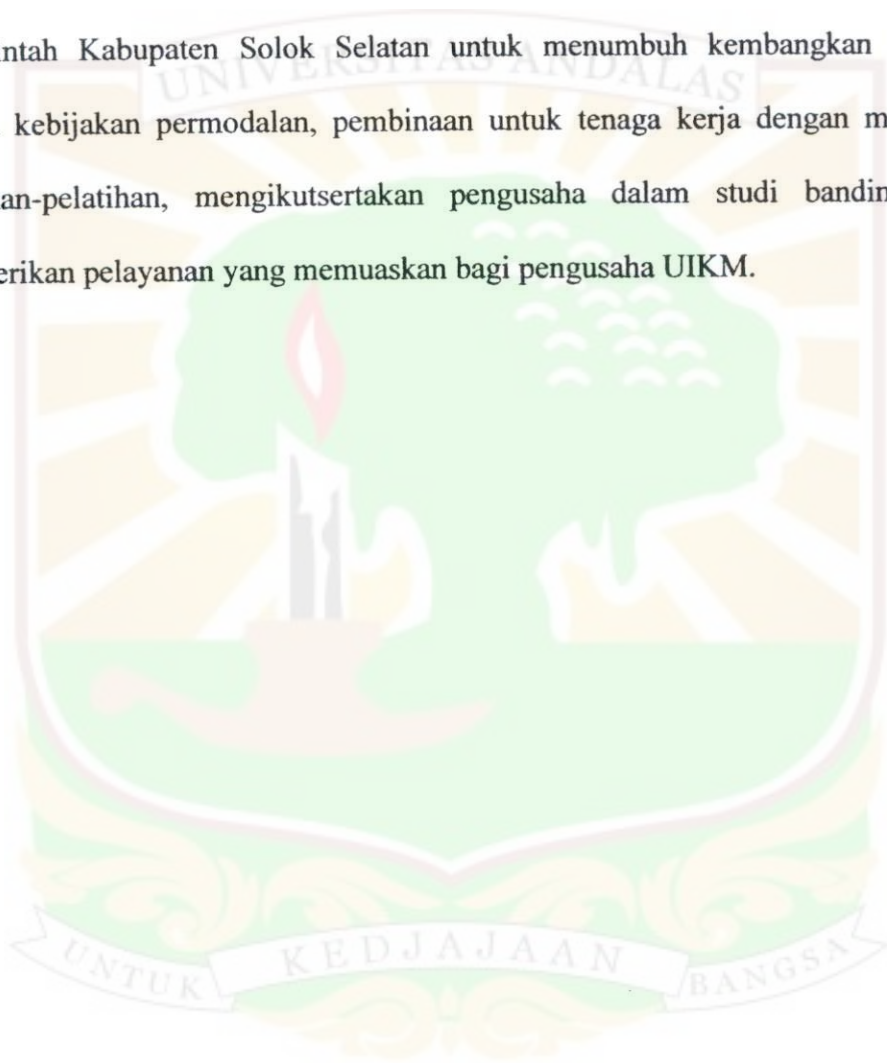 ntah Kabupaten Solok Selatan untuk menumbuh kembangkan
kebijakan permodalan, pembinaan untuk tenaga kerja dengan m
an-pelatihan, mengikutsertakan pengusaha dalam studi bandin
erikan pelayanan yang memuaskan bagi pengusaha UIKM.
UNIVERSITAS ANDALAS
UNTUK KEDJAJAAN BANGSA